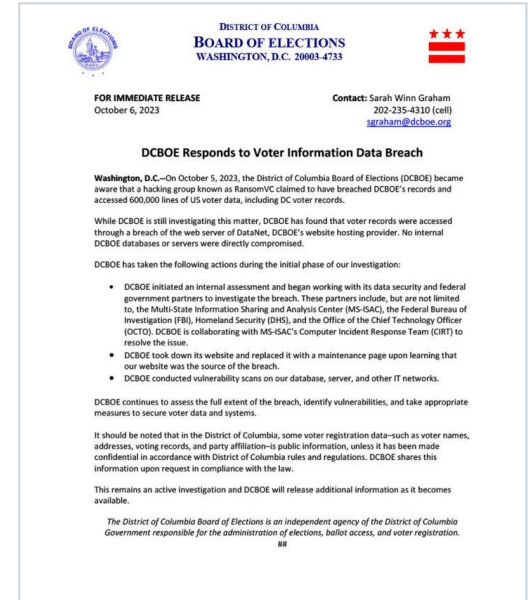 BOARD OF ELECTIONS
DISTRICT OF COLUMBIA
BOARD OF ELECTIONS
WASHINGTON, D.C. 20003-4733
FOR IMMEDIATE RELEASE
October 6, 2023
Contact: Sarah Winn Graham
202-235-4310 (cell)
sgraham@dcboe.org
DCBOE Responds to Voter Information Data Breach
Washington, D.C.--On October 5, 2023, the District of Columbia Board of Elections (DCBOE) became
aware that a hacking group known as RansomVC claimed to have breached DCBOE's records and
accessed 600,000 lines of US voter data, including DC voter records.
While DCBOE is still investigating this matter, DCBOE has found that voter records were accessed
through a breach of the web server of DataNet, DCBOE's website hosting provider. No internal
DCBOE databases or servers were directly compromised.
DCBOE has taken the following actions during the initial phase of our investigation:
• DCBOE initiated an internal assessment and began working with its data security and federal
government partners to investigate the breach. These partners include, but are not limited
to, the Multi-State Information Sharing and Analysis Center (MS-ISAC), the Federal Bureau of
Investigation (FBI), Homeland Security (DHS), and the Office of the Chief Technology Officer
(OCTO). DCBOE is collaborating with MS-ISAC's Computer Incident Response Team (CIRT) to
resolve the issue.
• DCBOE took down its website and replaced it with a maintenance page upon learning that
our website was the source of the breach.
• DCBOE conducted vulnerability scans on our database, server, and other IT networks.
DCBOE continues to assess the full extent of the breach, identify vulnerabilities, and take appropriate
measures to secure voter data and systems.
It should be noted that in the District of Columbia, some voter registration data–such as voter names,
addresses, voting records, and party affiliation–is public information, unless it has been made
confidential in accordance with District of Columbia rules and regulations. DCBOE shares this
information upon request in compliance with the law.
This remains an active investigation and DCBOE will release additional information as it becomes
available.
The District of Columbia Board of Elections is an independent agency of the District of Columbia
Government responsible for the administration of elections, ballot access, and voter registration.
##